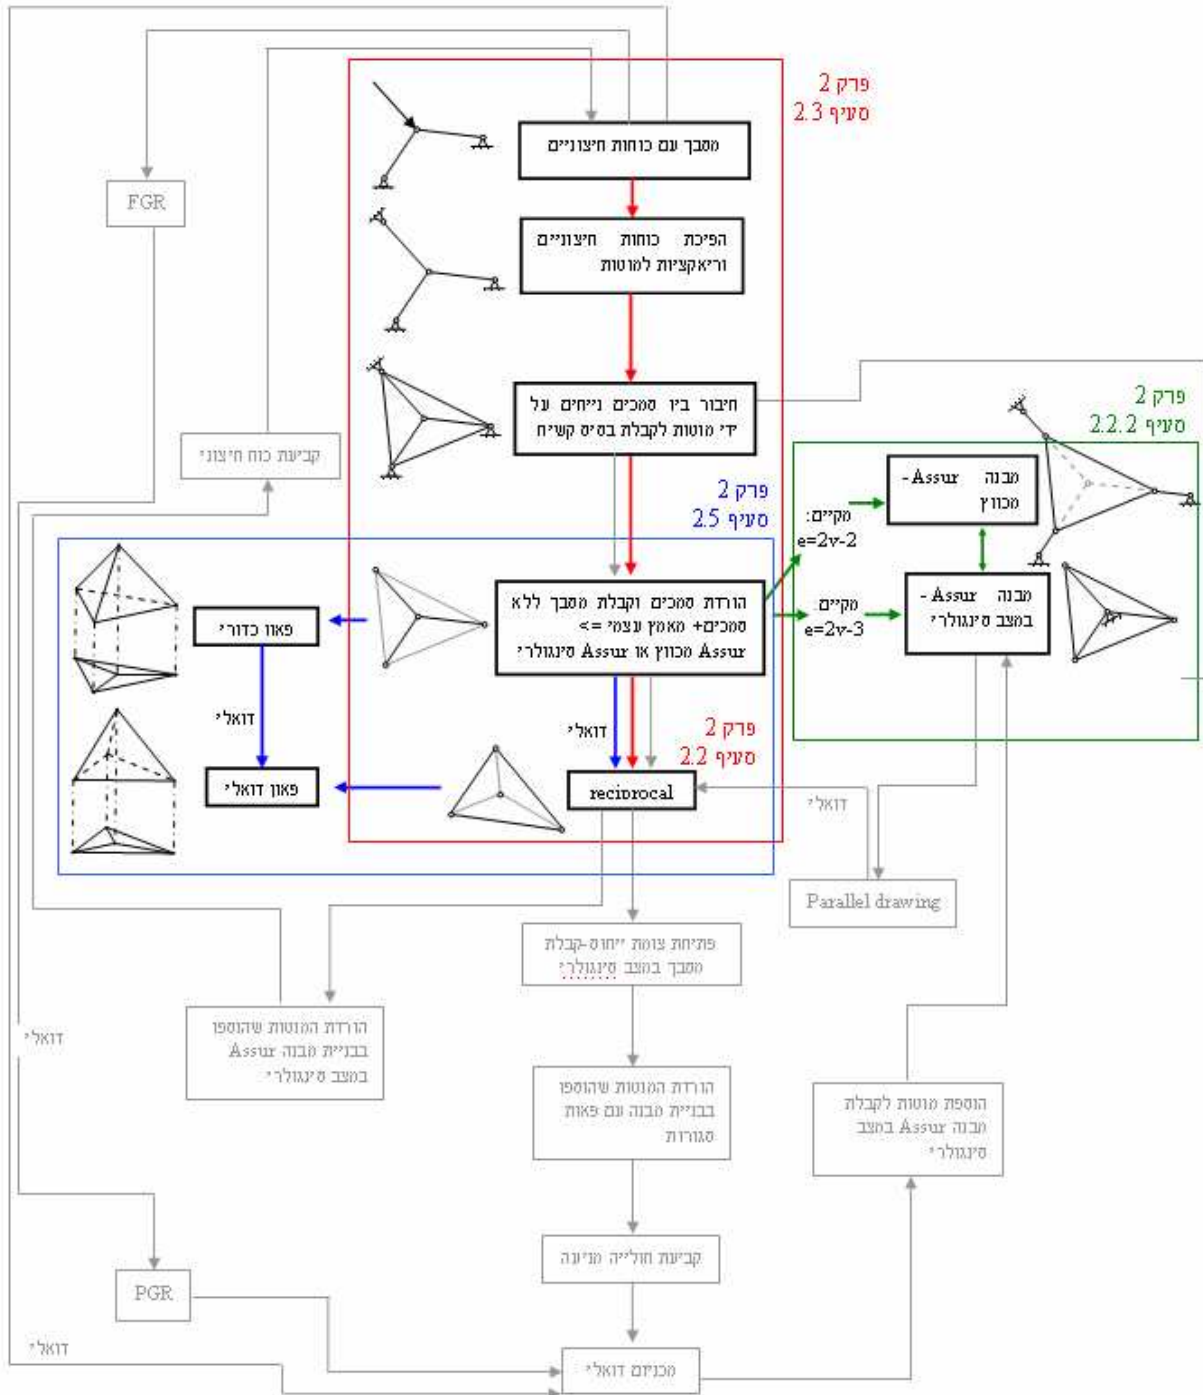 פרק 2
סעיף 2.3
מסבך עם כוחות חיצוניים
FGR
הפיכת כוחות חיצוניים
וריאקציות למוטות
חיבור בין סמכים נייחים על
ידי מוטות לקבלת בסיס קשיח
קביעת כוח חיצוני
פרק 2
סעיף 2.2.2
מבנה Assur-
מכווץ
מקיים:
e=2v-2
פרק 2
סעיף 2.5
הורדת סמכים וקבלת מסבך ללא
סמכים+ מאמץ עצמי =>
Assur מכווץ או Assur סינגולרי
מקיים:
e=2v-3
מבנה Assur-
במצב סינגולרי
פאון כדורי
דואלי
פאון דואלי
דואלי
פרק 2
סעיף 2.2
reciprocal
דואלי
Parallel drawing
פתיחת צומת ייחוס-קבלת
מסבך במצב סינגולרי
הורדת המוטות שהוספו
בבניית מבנה Assur
במצב סינגולרי
דואלי
הורדת המוטות שהוספו
בבניית מבנה עם פאות
סגורות
הוספת מוטות לקבלת
מבנה Assur במצב
סינגולרי
קביעת חולייה מניעה
PGR
דואלי
מכניזם דואלי